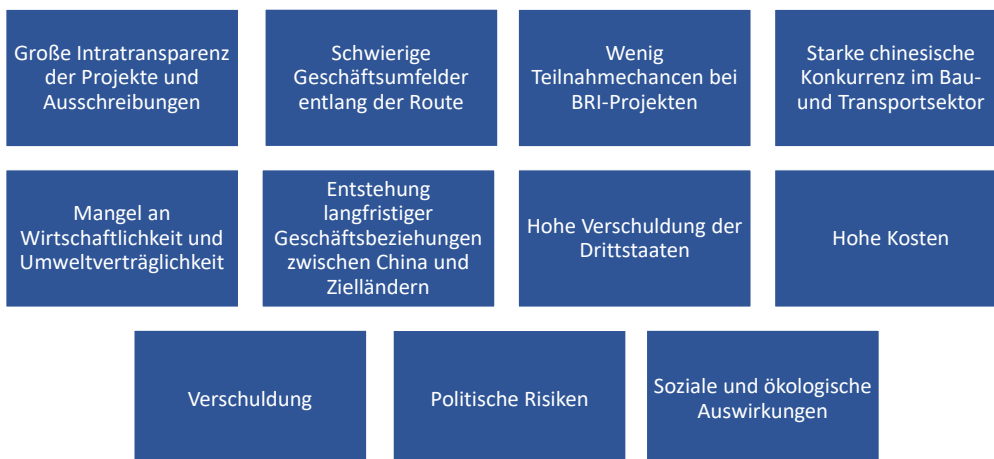 Große Intratransparenz
der Projekte und
Ausschreibungen
Schwierige
Geschäftsumfelder
entlang der Route
Wenig
Teilnahmechancen bei
BRI-Projekten
Starke chinesische
Konkurrenz im Bau-
und Transportsektor
Mangel an
Wirtschaftlichkeit und
Umweltverträglichkeit
Entstehung
langfristiger
Geschäftsbeziehungen
zwischen China und
Zielländern
Hohe Verschuldung der
Drittstaaten
Hohe Kosten
Verschuldung
Politische Risiken
Soziale und ökologische
Auswirkungen